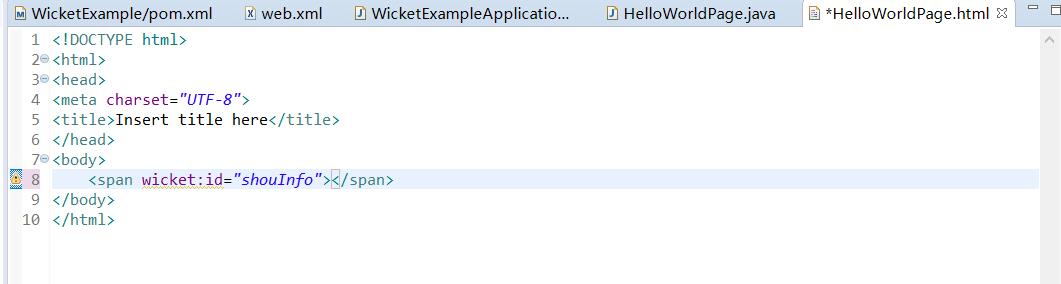 WicketExample/pom.xml web.xml WicketExampleApplicatio... HelloWorldPage.java *HelloWorldPage.html
1 <!DOCTYPE html>
2 <html>
3 <head>
4 <meta charset="UTF-8">
5 <title>Insert title here</title>
6 </head>
7 <body>
8 <span wicket:id="shouInfo"></span>
9 </body>
10 </html>